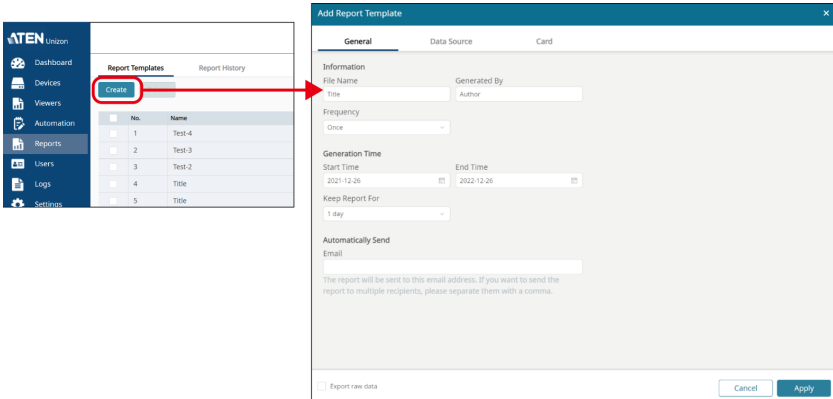 ATEN Unizon
Dashboard
Devices
Viewers
Automation
Reports
Users
Logs
Settings
Report Templates Report History
Create
No. Name
1 Test-4
2 Test-3
3 Test-2
4 Title
5 Title
Add Report Template ×
General Data Source Card
Information
File Name Generated By
Title Author
Frequency
Once
Generation Time
Start Time End Time
2021-12-26 2022-12-26
Keep Report For
1 day
Automatically Send
Email
The report will be sent to this email address. If you want to send the
report to multiple recipients, please separate them with a comma.
Export raw data
Cancel Apply